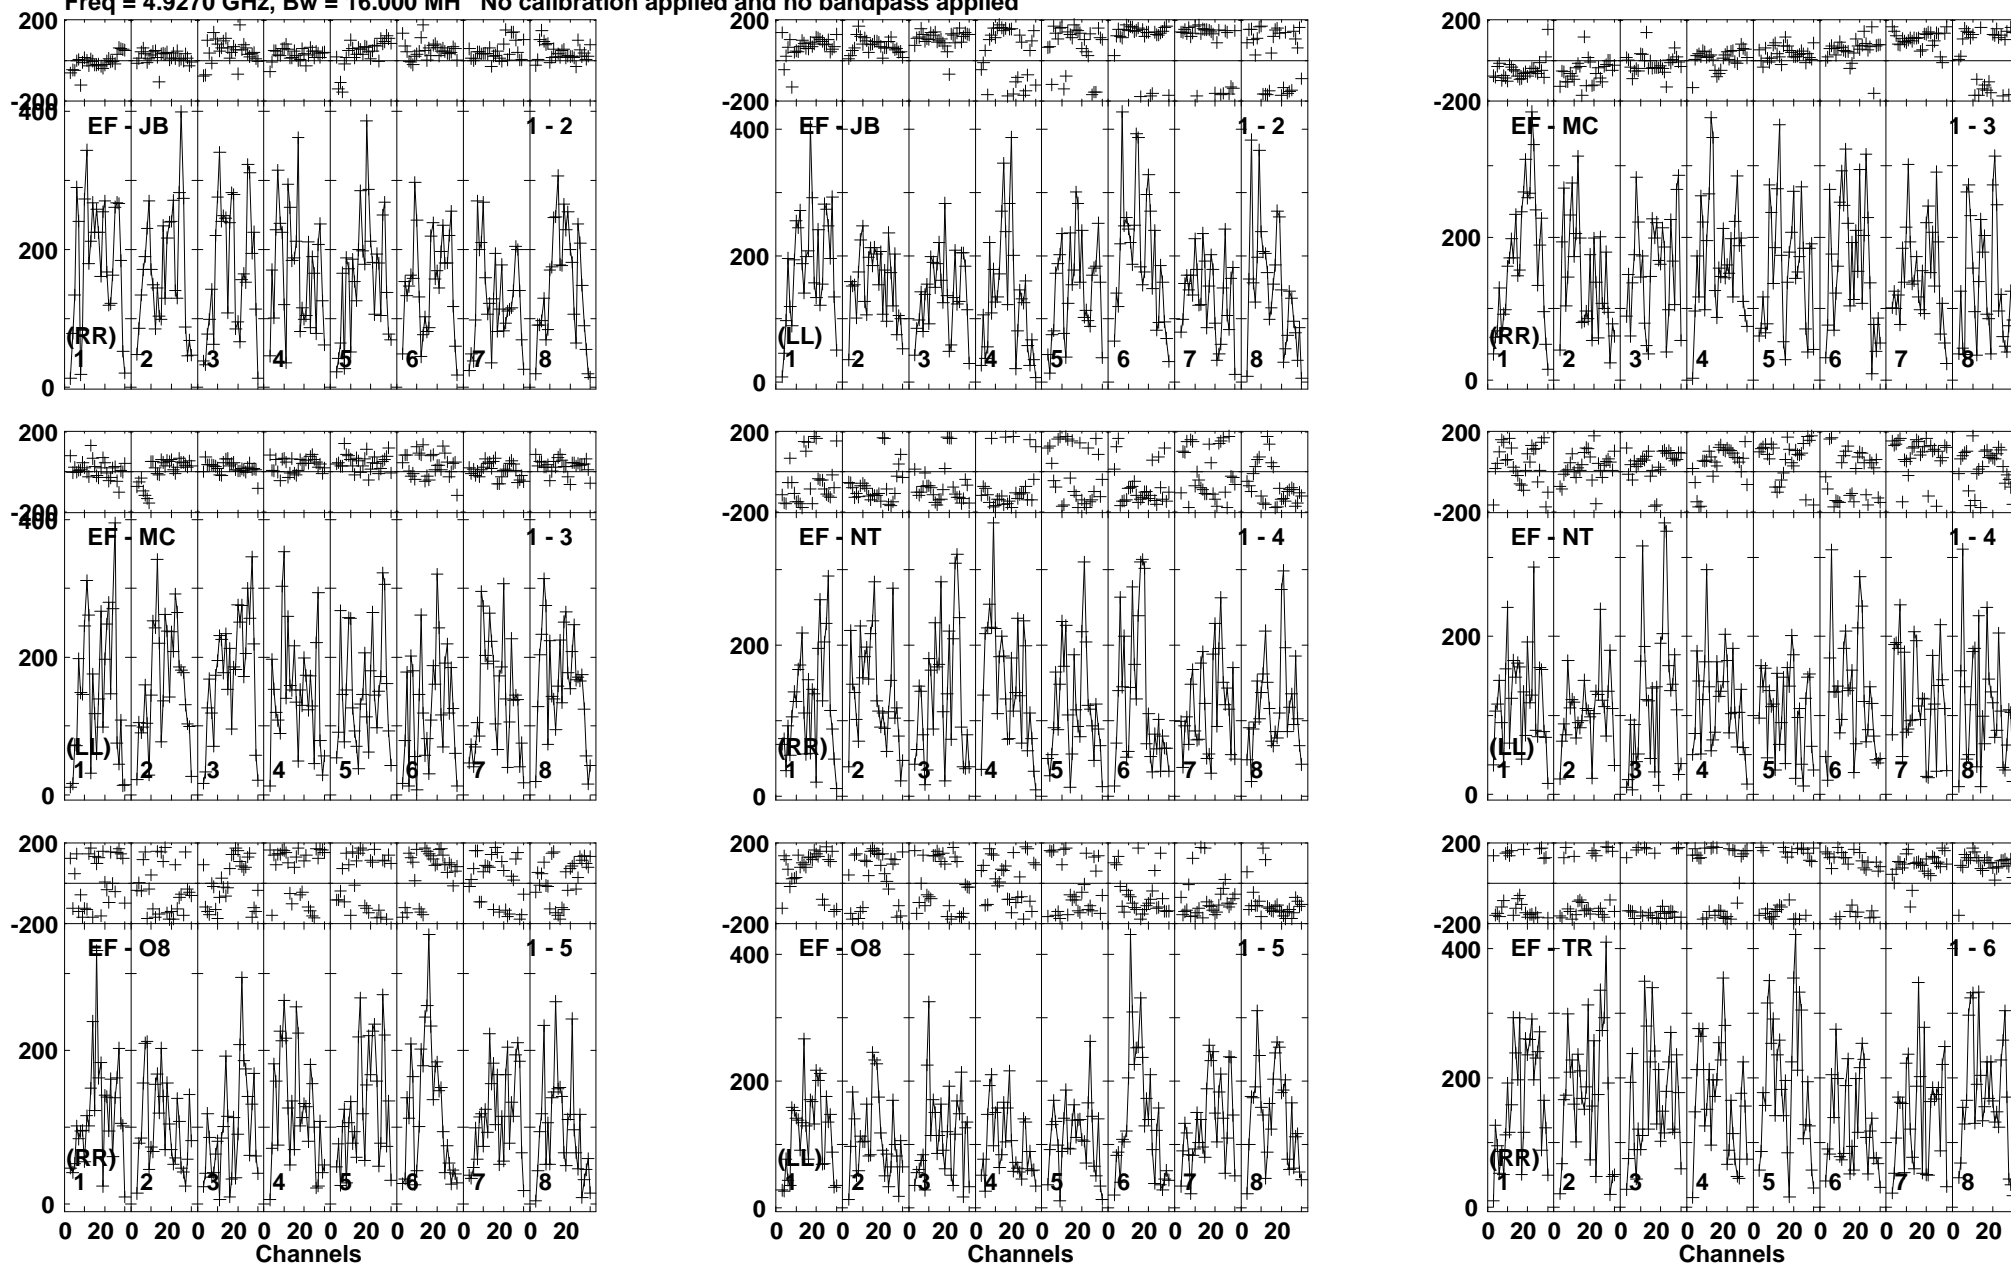 Freq = 4.9270 GHz, Bw = 16.000 MH No calibration applied and no bandpass applied
200 200 200
-200 -200 -200
400 EF - JB 1 - 2 400 EF - JB 1 - 2 EF - MC 1 - 3
200 200 200
(RR) (LL) (RR)
1 2 3 4 5 6 7 8 1 2 3 4 5 6 7 8 1 2 3 4 5 6 7 8
0 0 0
200 200 200
-200 -200 -200
400 EF - MC 1 - 3 EF - NT 1 - 4 EF - NT 1 - 4
200 200 200
(LL) (RR) (LL)
1 2 3 4 5 6 7 8 1 2 3 4 5 6 7 8 1 2 3 4 5 6 7 8
0 0 0
200 200 200
-200 -200 -200
EF - O8 1 - 5 400 EF - O8 1 - 5 400 EF - TR 1 - 6
200 200 200
(RR) (LL) (RR)
1 2 3 4 5 6 7 8 1 2 3 4 5 6 7 8 1 2 3 4 5 6 7 8
0 0 0
0 20 0 20 0 20 0 20 0 20 0 20 0 20 0 20 0 20 0 20 0 20 0 20 0 20 0 20 0 20 0 20 0 20 0 20 0 20 0 20 0 20 0 20 0 20 0 20
Channels Channels Channels